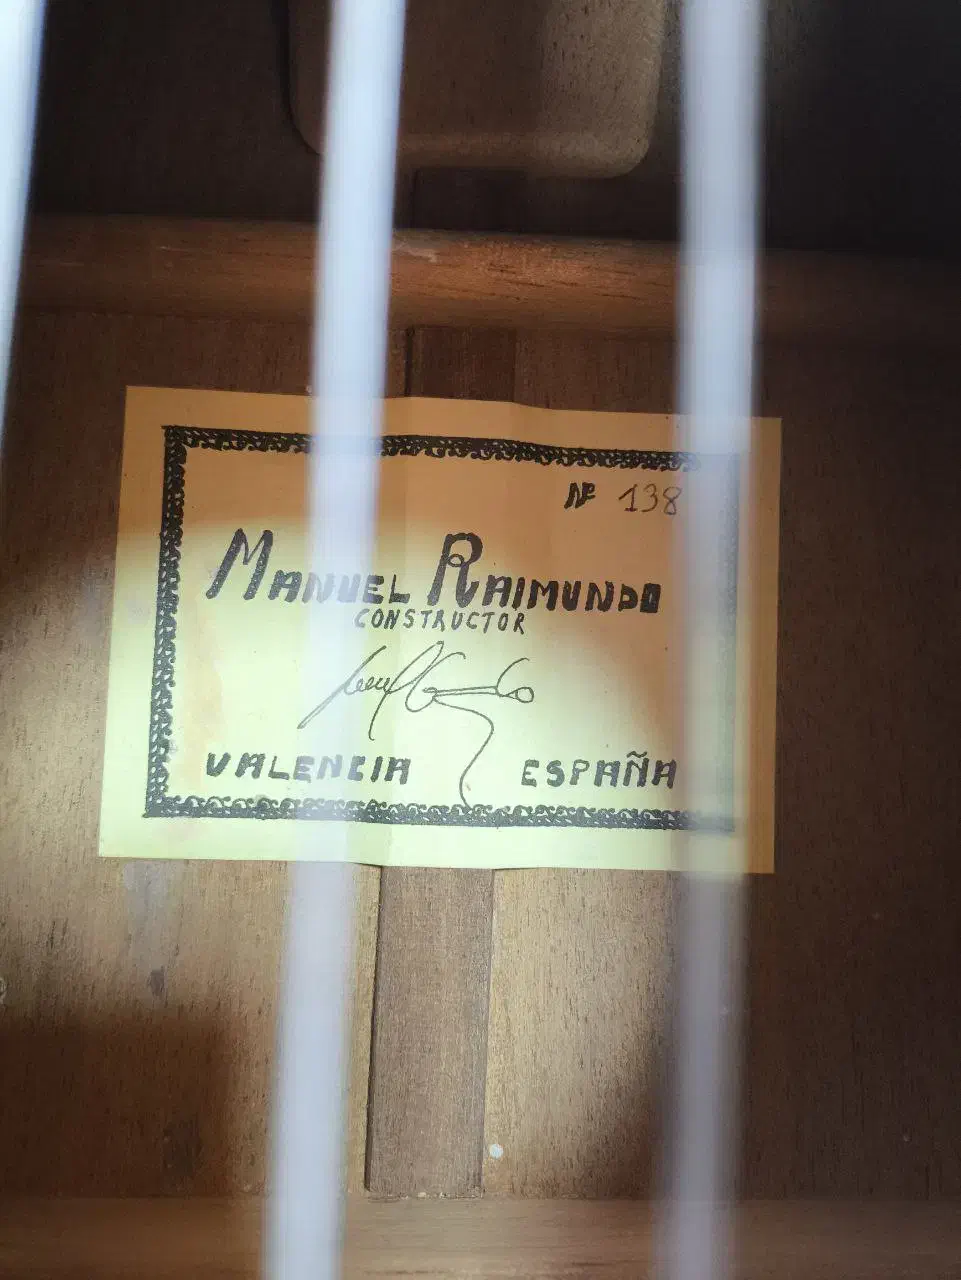 Nº 138
MANUEL RAIMUNDO
CONSTRUCTOR
VALENCIA ESPAÑA